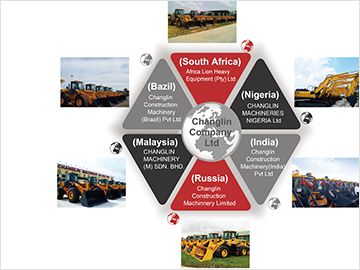 (South Africa)
Africa Lion Heavy
Equipment (Pty) Ltd
(Bazil)
Changlin
Construction
Machinery
(Brazil) Pvt Ltd
(Nigeria)
CHANGLIN
MACHINERIES
NIGERIA Ltd
Changlin
Company
Ltd
(Malaysia)
CHANGLIN
MACHINERY
(M) SDN. BHD
(India)
Changlin
Construction
Machinery(India)
Pvt Ltd
(Russia)
Changlin
Construction
Machinnery Limited